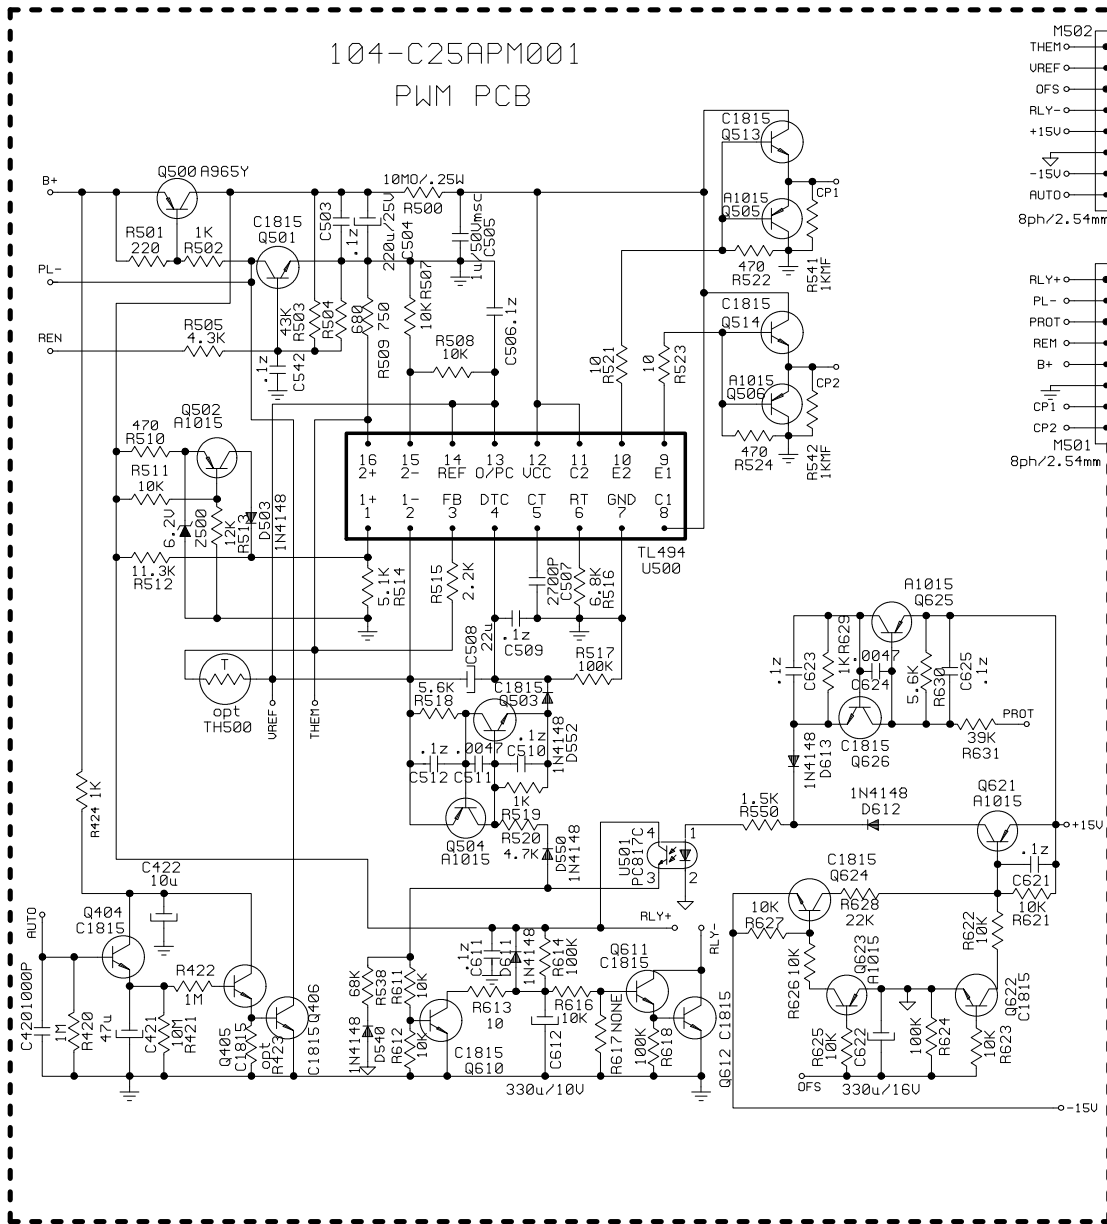 104-C25APM001
PWM PCB
M502
THEM
VREF
OFS
RLY-
+15V
-15V
AUTO
8ph/2.54mm
B+
Q500 A965Y
R501
220
1K
R502
C1815
Q501
C503
.1z
220u/25V
C504
10MO/.25W
R500
1u/50Vmsc
C505
C1815
Q513
A1015
Q505
CP1
470
R522
R541
1KMF
PL-
REN
R505
4.3K
43K
R503
R504
680
R509 750
10K R507
R508
10K
C506.1z
.1z
C542
10
R521
10
R523
C1815
Q514
A1015
Q506
CP2
470
R524
R542
1KMF
RLY+
PL-
PROT
REM
B+
CP1
CP2
M501
8ph/2.54mm
Q502
A1015
470
R510
R511
10K
6.2V
Z500
12K
R513
D503
1N4148
11.3K
R512
16 15 14 13 12 11 10 9
2+ 2- REF O/PC VCC C2 E2 E1
1+ 1- FB DTC CT RT GND C1
1 2 3 4 5 6 7 8
TL494
U500
5.1K
R514
R515
2.2K
2700P
C507
6.8K
R516
.1z
C509
22u
C508
R517
100K
T
opt
TH500
VREF
THEM
5.6K
R518
C1815
Q503
1N4148
D552
.1z
C512
.0047
C511
.1z
C510
1K
R519
R520
4.7K
D550
1N4148
Q504
A1015
A1015
Q625
.1z
C623
1KR629
.0047
C624
5.6K
R630
C625
.1z
C1815
Q626
39K
R631
PROT
1N4148
D613
1.5K
R550
1N4148
D612
Q621
A1015
+15V
U501
PC817C
4
3
1
2
R424 1K
C422
10u
AUTO
Q404
C1815
C420 1000P
1M
R420
47u
C421
10M
R421
R422
1M
Q405
C1815
opt
R423
C1815 Q406
68K
R538
1N4148
D540
R611
10K
R612
10K
C1815
Q610
.1z
C611
D611
1N4148
R614
100K
R613
10
R616
10K
C612
330u/10V
R617 NONE
Q611
C1815
100K
R618
Q612 C1815
RLY+
RLY-
C1815
Q624
R628
22K
.1z
C621
10K
R621
10K
R627
R626 10K
Q623
A1015
R622
10K
R625
10K
C622
330u/16V
100K
R624
10K
R623
Q622
C1815
OFS
-15V